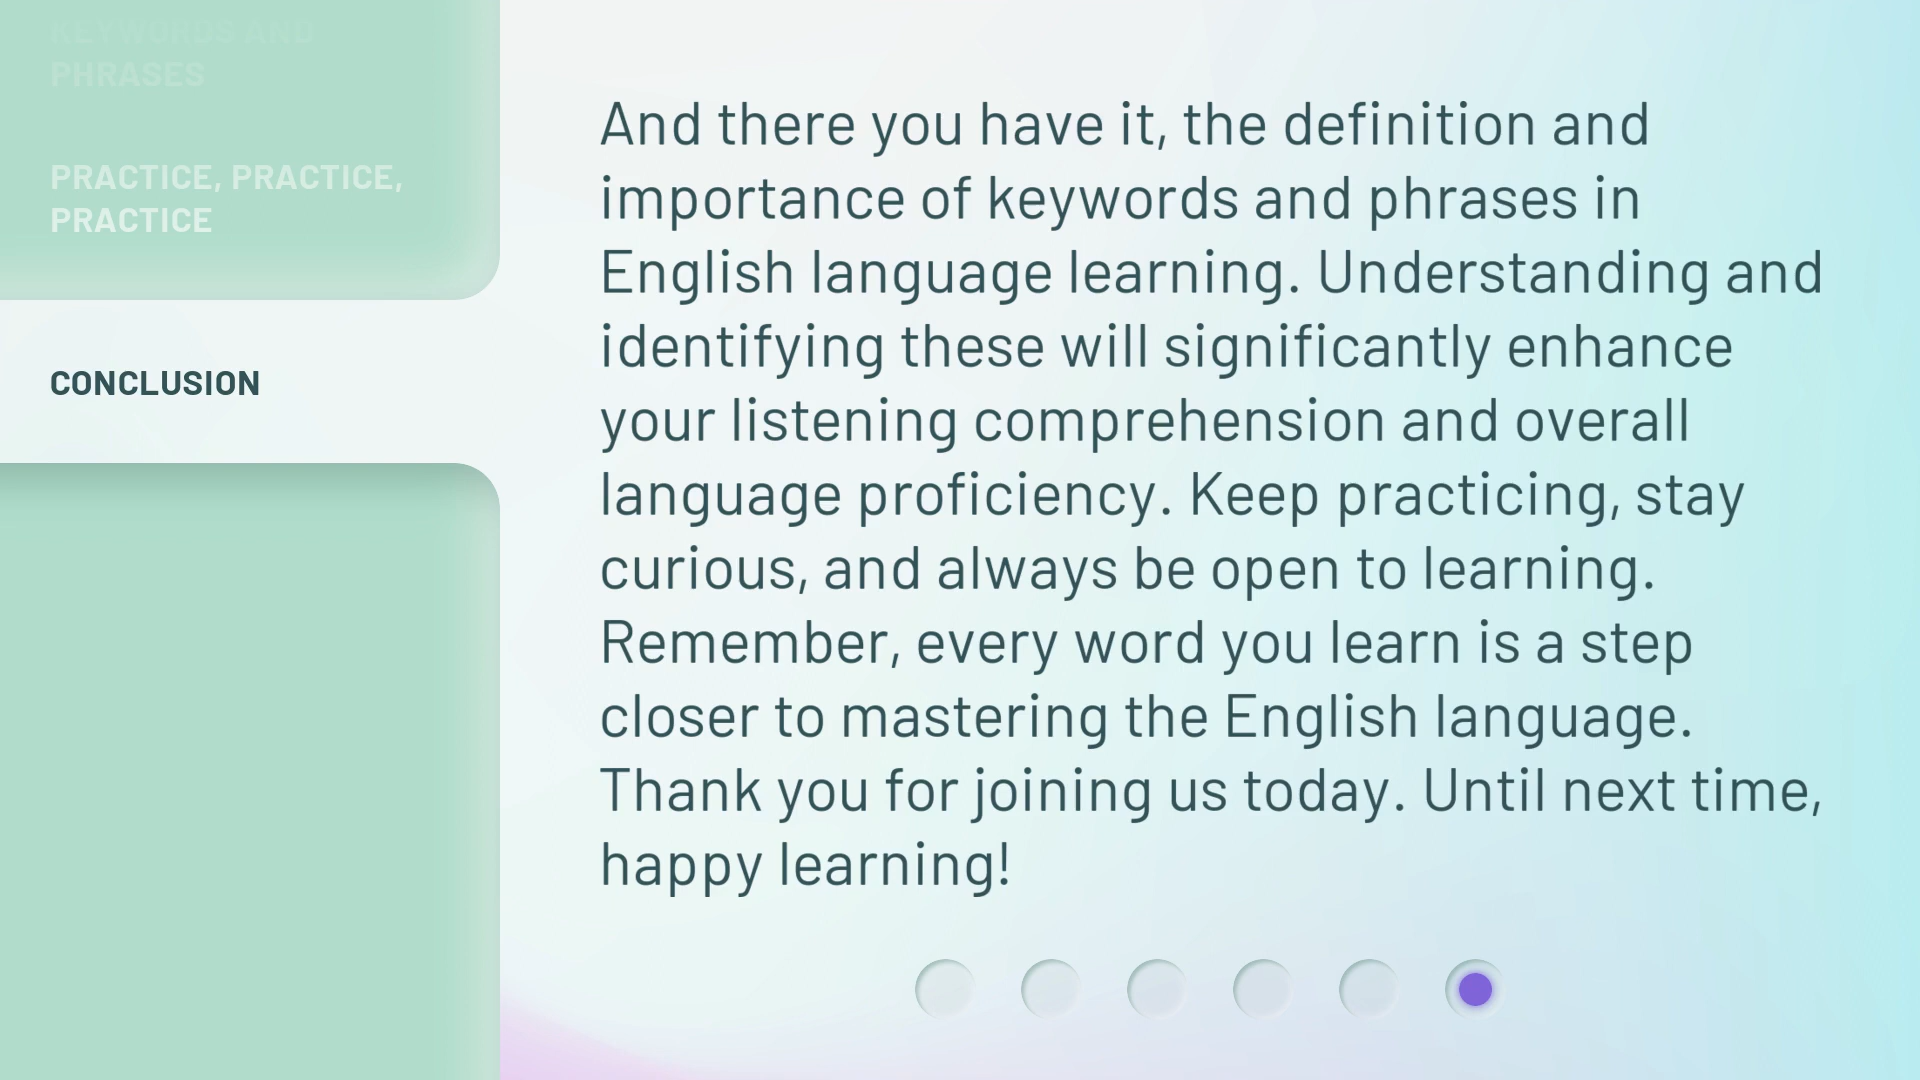 KEYWORDS AND
PHRASES
PRACTICE, PRACTICE,
PRACTICE
CONCLUSION
And there you have it, the definition and
importance of keywords and phrases in
English language learning. Understanding and
identifying these will significantly enhance
your listening comprehension and overall
language proficiency. Keep practicing, stay
curious, and always be open to learning.
Remember, every word you learn is a step
closer to mastering the English language.
Thank you for joining us today. Until next time,
happy learning!